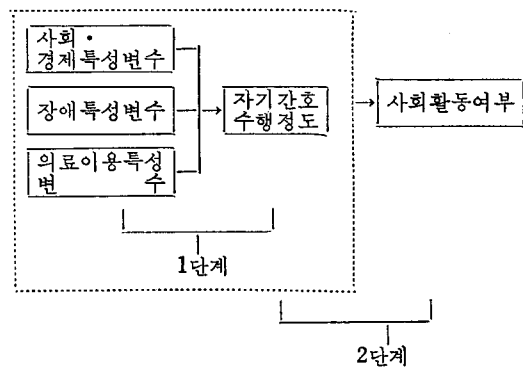 사회·
경제특성변수
장애특성변수
의료이용특성
변 수
자기간호
수행정도
사회활동여부
1단계
2단계